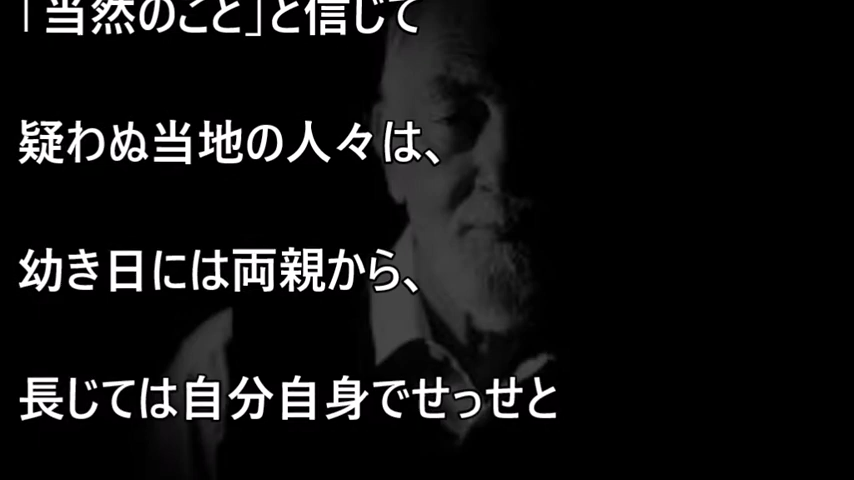 「当然のこと」と信じて
疑わぬ当地の人々は、
幼き日には両親から、
長じては自分自身でせっせと